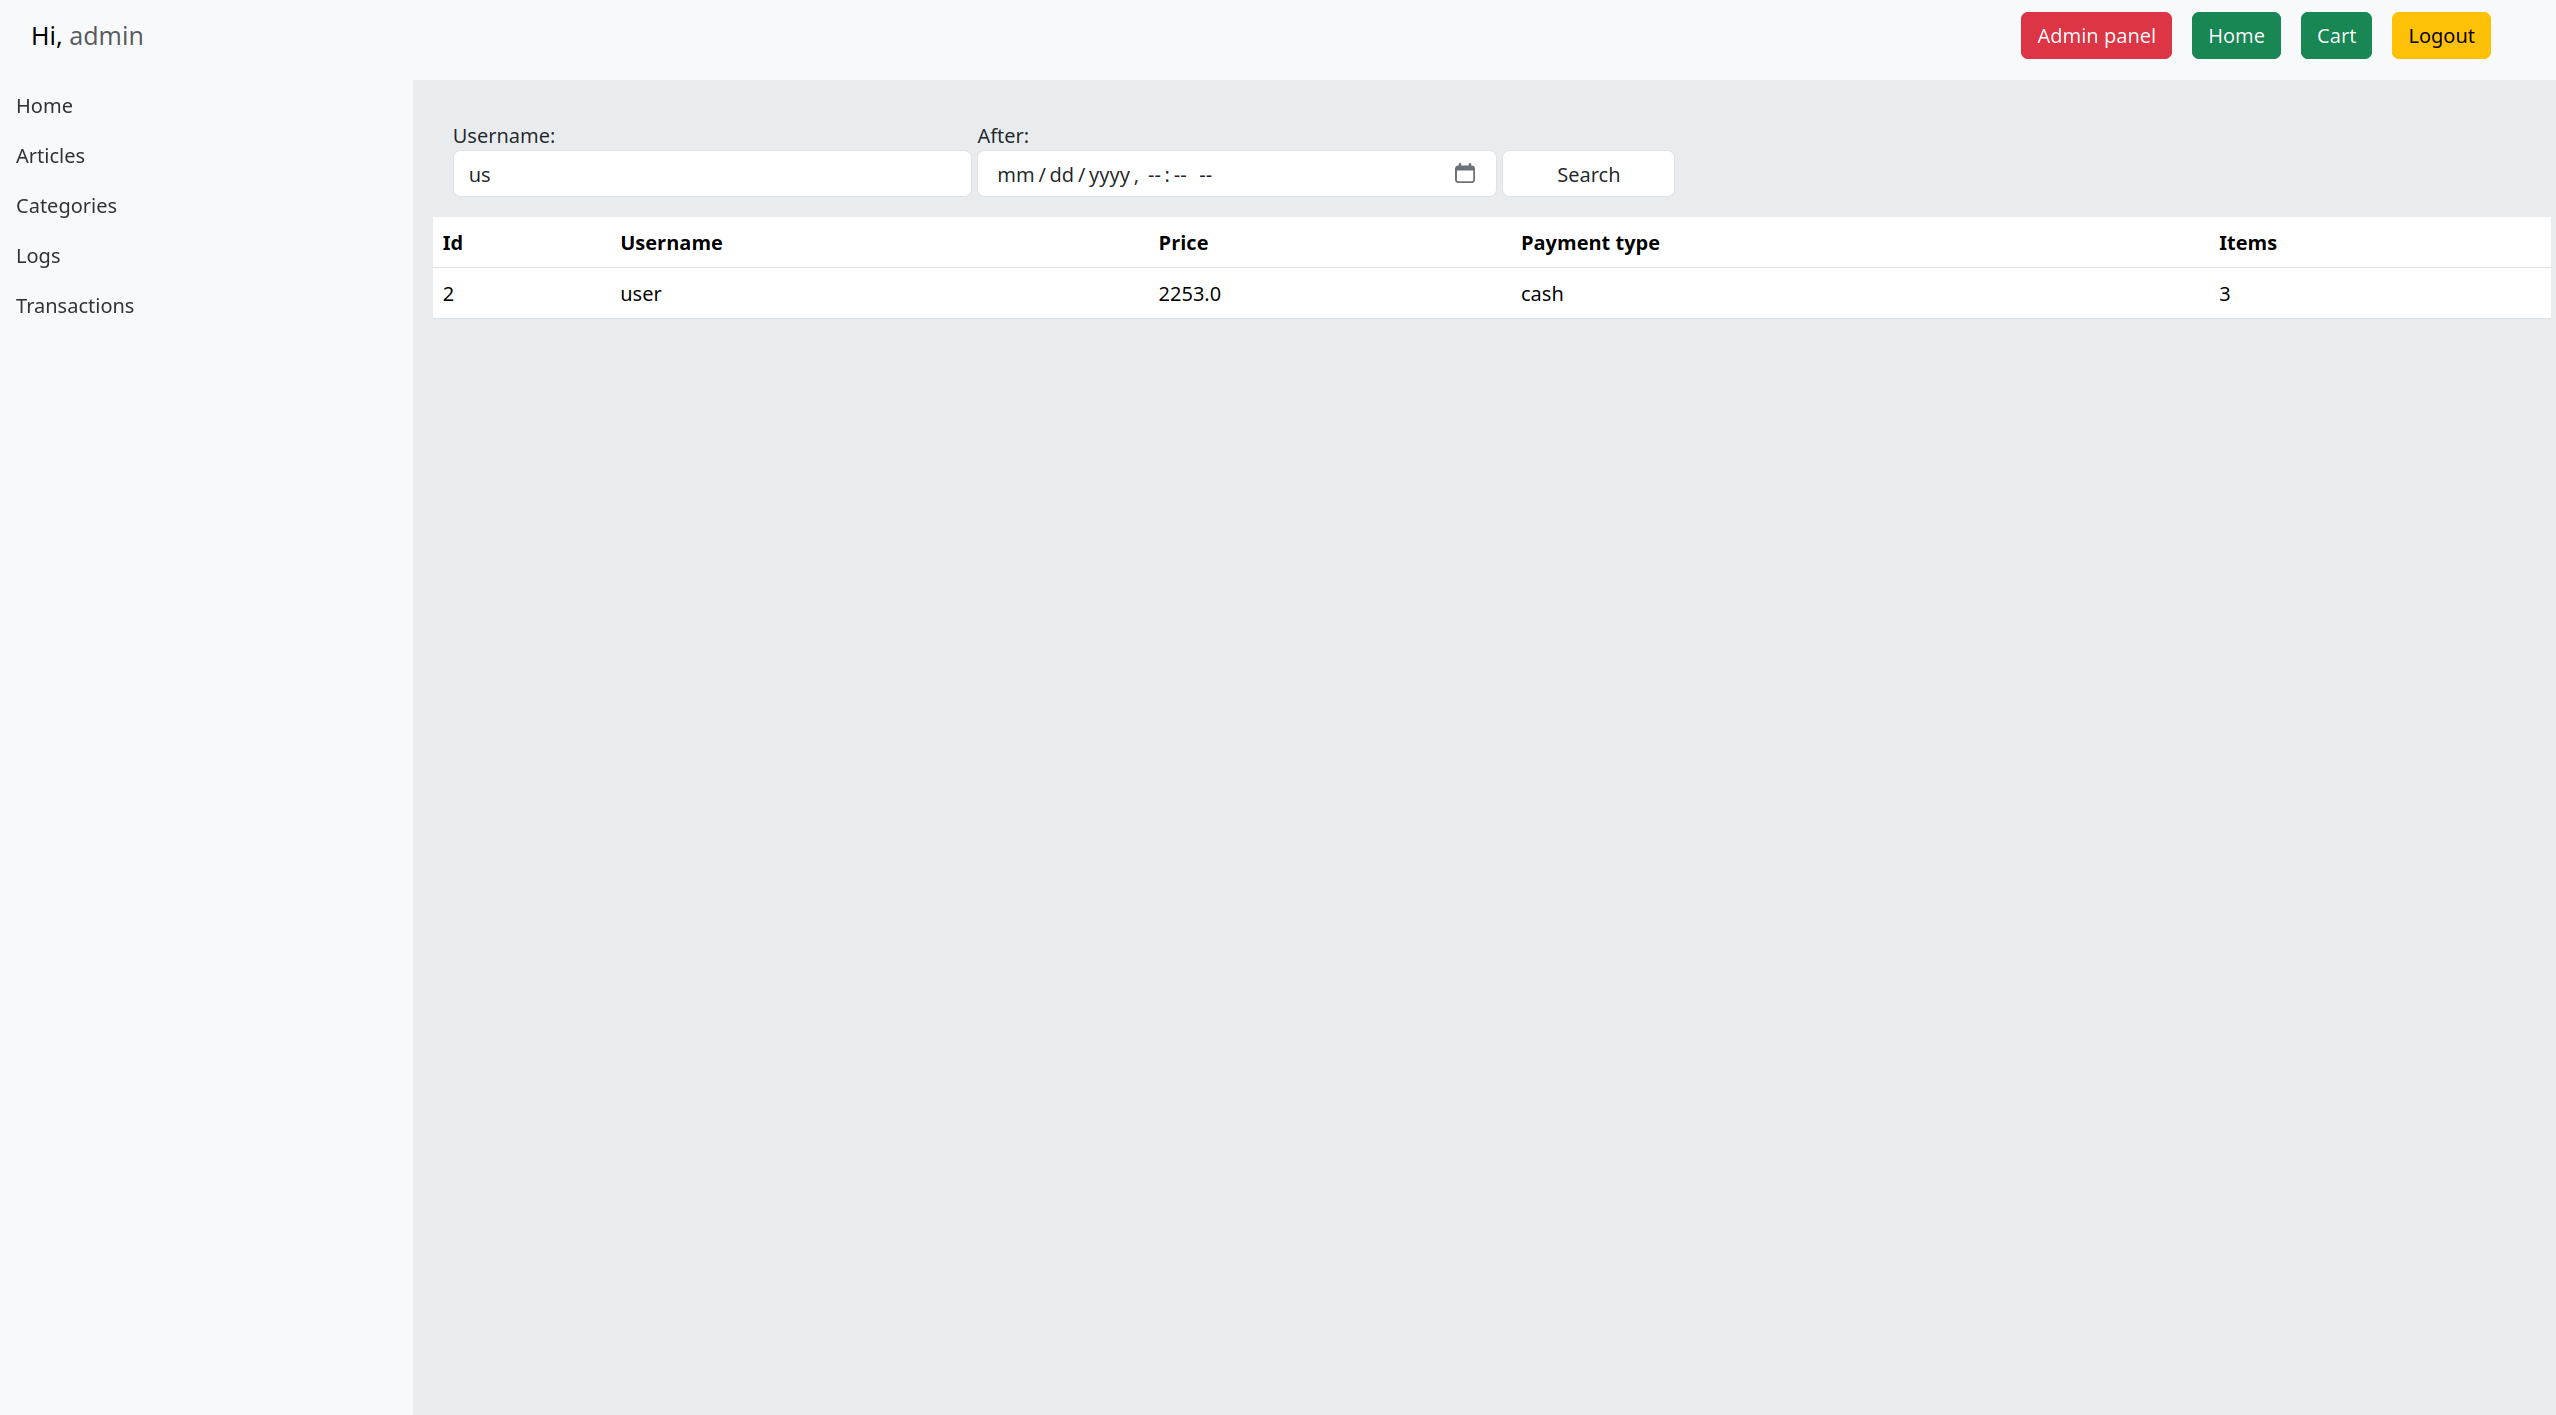 Hi, admin
Admin panel Home Cart Logout
Home
Articles
Categories
Logs
Transactions
Username: After:
us mm/dd/yyyy, --:-- -- Search
Id Username Price Payment type Items
2 user 2253.0 cash 3